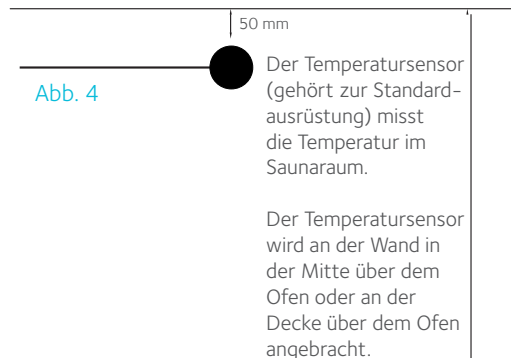 50 mm
Abb. 4
Der Temperatursensor
(gehört zur Standard-
ausrüstung) misst
die Temperatur im
Saunaraum.
Der Temperatursensor
wird an der Wand in
der Mitte über dem
Ofen oder an der
Decke über dem Ofen
angebracht.